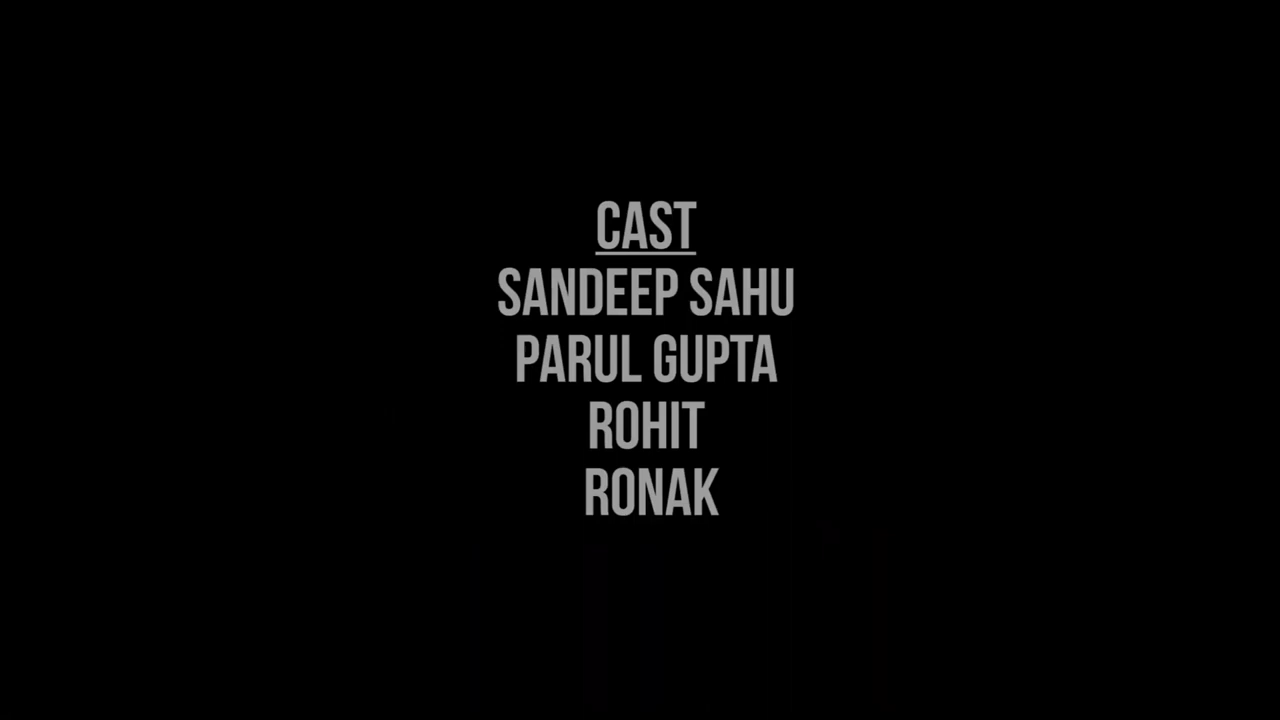 CAST
SANDEEP SAHU
PARUL GUPTA
ROHIT
RONAK